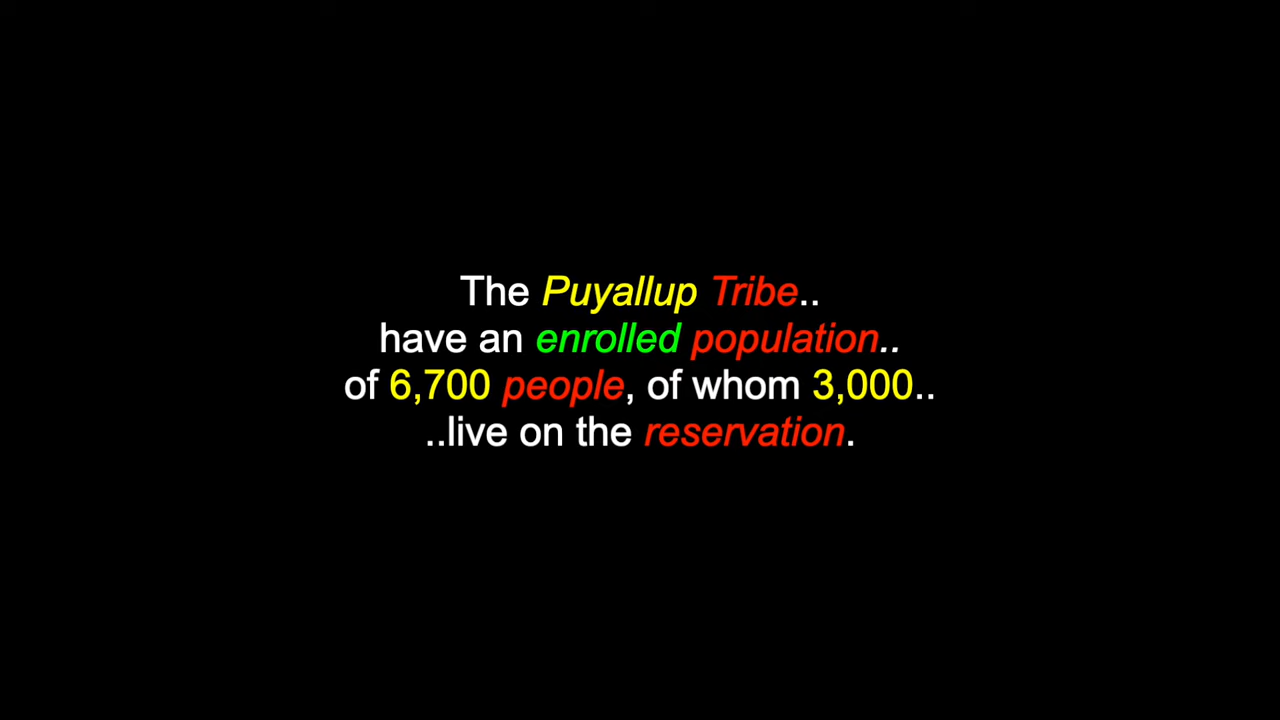 The Puyallup Tribe..
have an enrolled population..
of 6,700 people, of whom 3,000..
..live on the reservation.